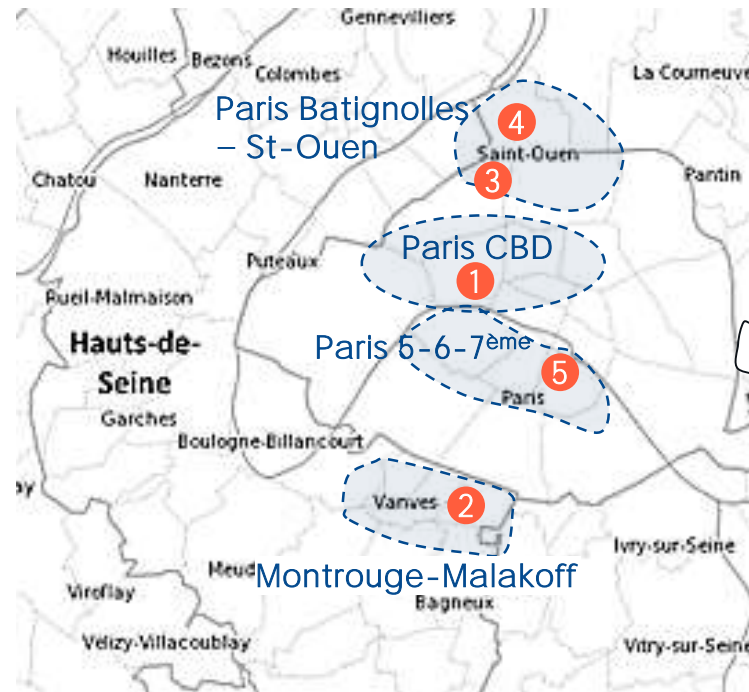 Gennevilliers
Houilles
Bezons
Colombes
La Courneuve
Paris Batignolles
– St-Ouen
4
Saint-Ouen
3
Chatou
Nanterre
Pantin
Paris CBD
Puteaux
1
Rueil-Malmaison
Hauts-de-
Seine
Paris 5-6-7ème
5
Paris
Garches
Boulogne-Billancourt
ay
Vanves
2
Ivry-sur-Seine
Meud
Montrouge-Malakoff
Viroflay
Bagneux
Vélizy-Villacoublay
Vitry-sur-Seine